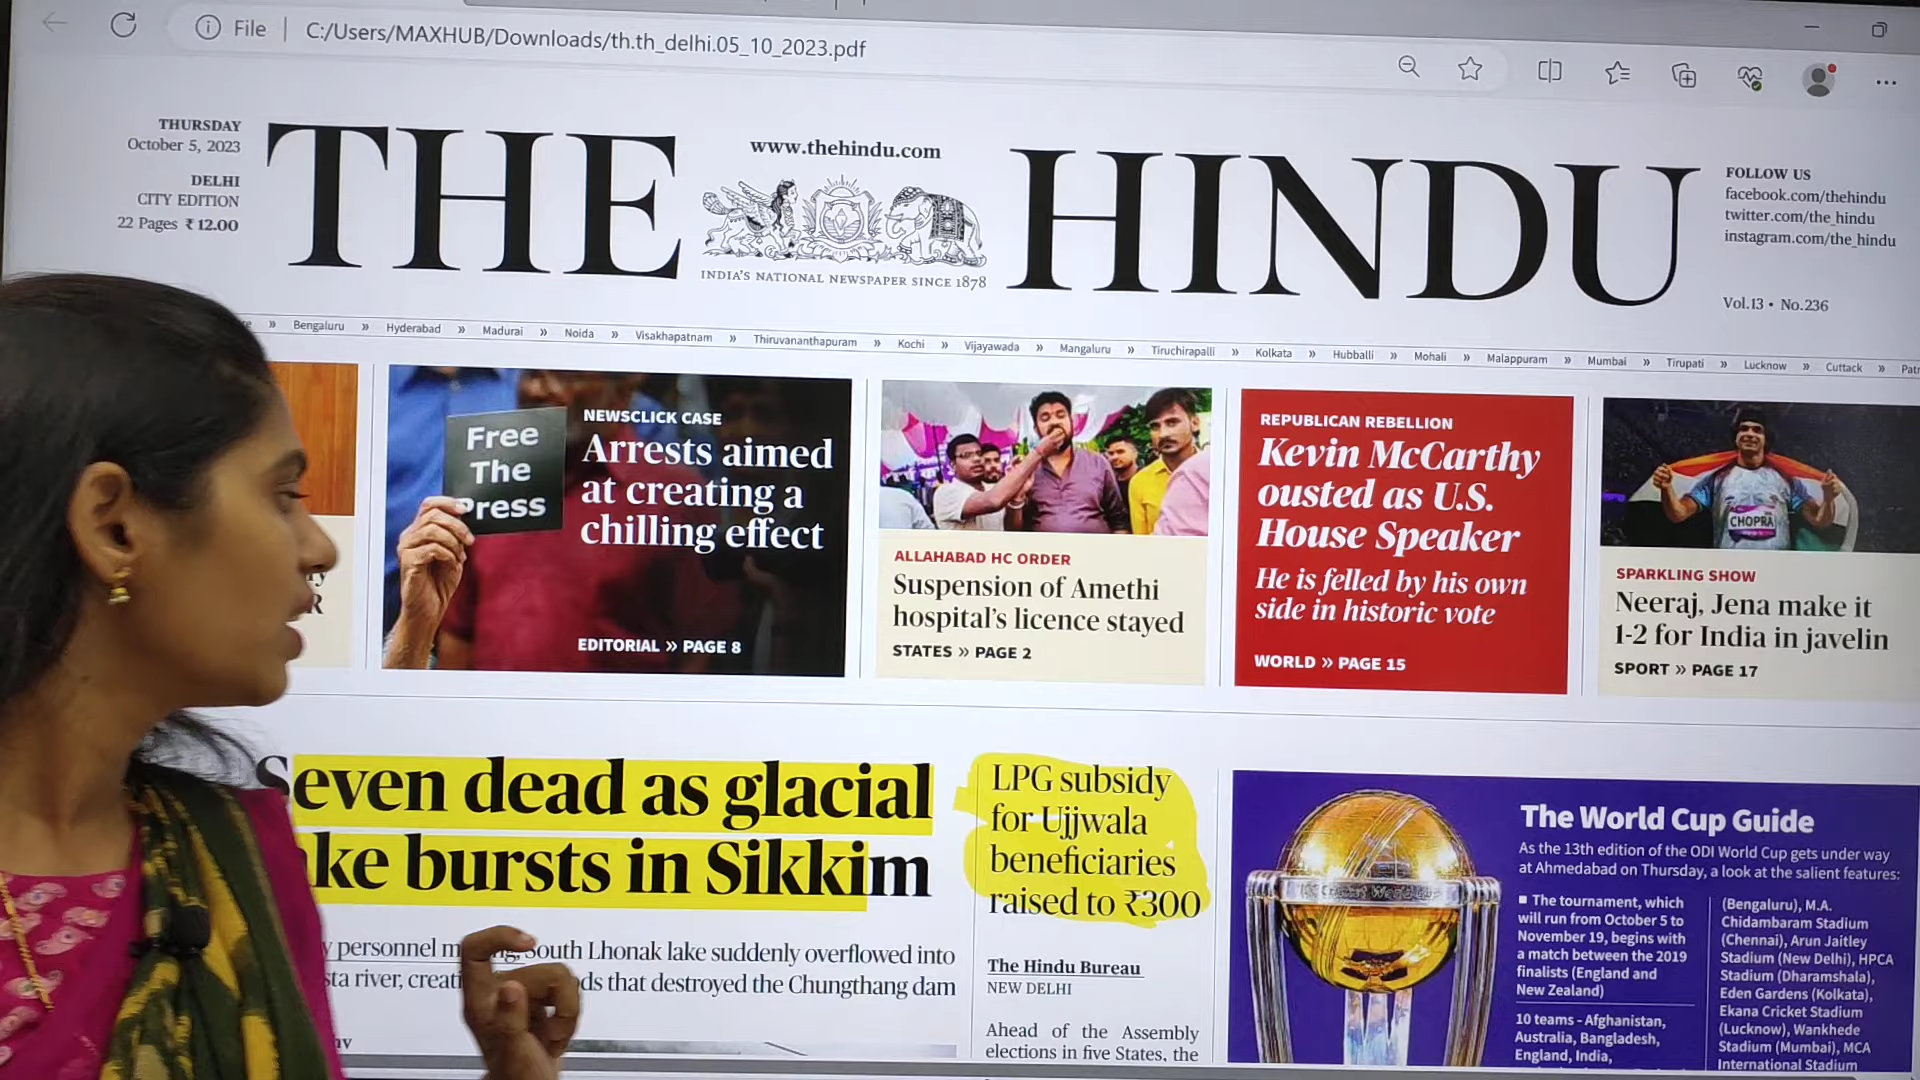 File
C:/Users/MAXHUB/Downloads/th.th_delhi.05_10_2023.pdf
THURSDAY
October 5, 2023
DELHI
CITY EDITION
22 Pages ₹ 12.00
THE HINDU
www.thehindu.com
INDIA'S NATIONAL NEWSPAPER SINCE 1878
FOLLOW US
facebook.com/thehindu
twitter.com/the_hindu
instagram.com/the_hindu
Vol.13 • No.236
» Bengaluru » Hyderabad » Madurai » Noida » Visakhapatnam » Thiruvananthapuram » Kochi » Vijayawada » Mangaluru » Tiruchirapalli » Kolkata » Hubballi » Mohali » Malappuram » Mumbai » Tirupati » Lucknow » Cuttack »
Free
The
Press
NEWSCLICK CASE
Arrests aimed
at creating a
chilling effect
EDITORIAL » PAGE 8
ALLAHABAD HC ORDER
Suspension of Amethi
hospital's licence stayed
STATES » PAGE 2
REPUBLICAN REBELLION
Kevin McCarthy
ousted as U.S.
House Speaker
He is felled by his own
side in historic vote
WORLD » PAGE 15
CHOPRA
SPARKLING SHOW
Neeraj, Jena make it
1-2 for India in javelin
SPORT » PAGE 17
Seven dead as glacial
bursts in Sikkim
personnel South Lhonak lake suddenly overflowed into
river, that destroyed the Chungthang dam
LPG subsidy
for Ujjwala
beneficiaries
raised to ₹300
The Hindu Bureau
NEW DELHI
Ahead of the Assembly
elections in five States, the
The World Cup Guide
As the 13th edition of the ODI World Cup gets under way
at Ahmedabad on Thursday, a look at the salient features:
■ The tournament, which
will run from October 5 to
November 19, begins with
a match between the 2019
finalists (England and
New Zealand)
10 teams - Afghanistan,
Australia, Bangladesh,
England, India,
(Bengaluru), M.A.
Chidambaram Stadium
(Chennai), Arun Jaitley
Stadium (New Delhi), HPCA
Stadium (Dharamshala),
Eden Gardens (Kolkata),
Ekana Cricket Stadium
(Lucknow), Wankhede
Stadium (Mumbai), MCA
International Stadium